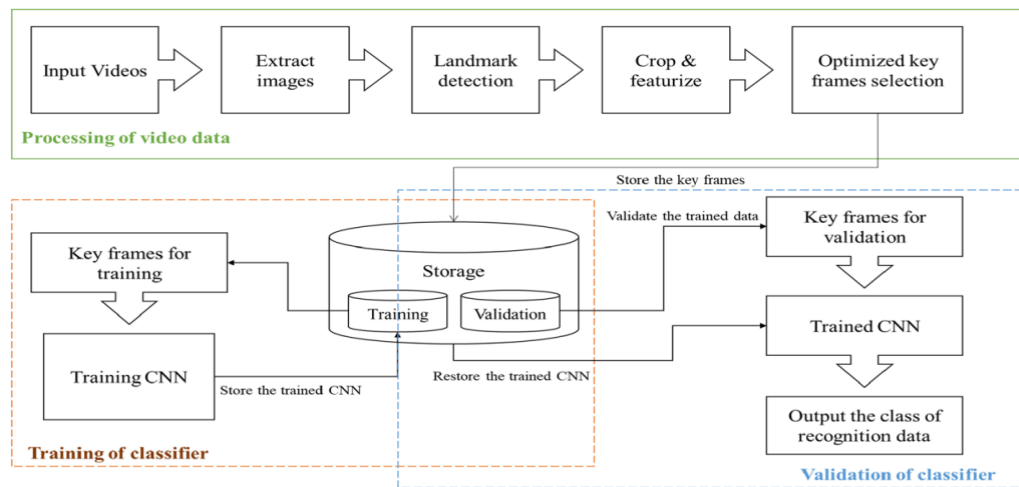 Input Videos
Extract
images
Landmark
detection
Crop &
featurize
Optimized key
frames selection
Processing of video data
Store the key frames
Validate the trained data
Key frames for
training
Storage
Training
Validation
Key frames for
validation
Training CNN
Store the trained CNN
Restore the trained CNN
Trained CNN
Output the class of
recognition data
Training of classifier
Validation of classifier